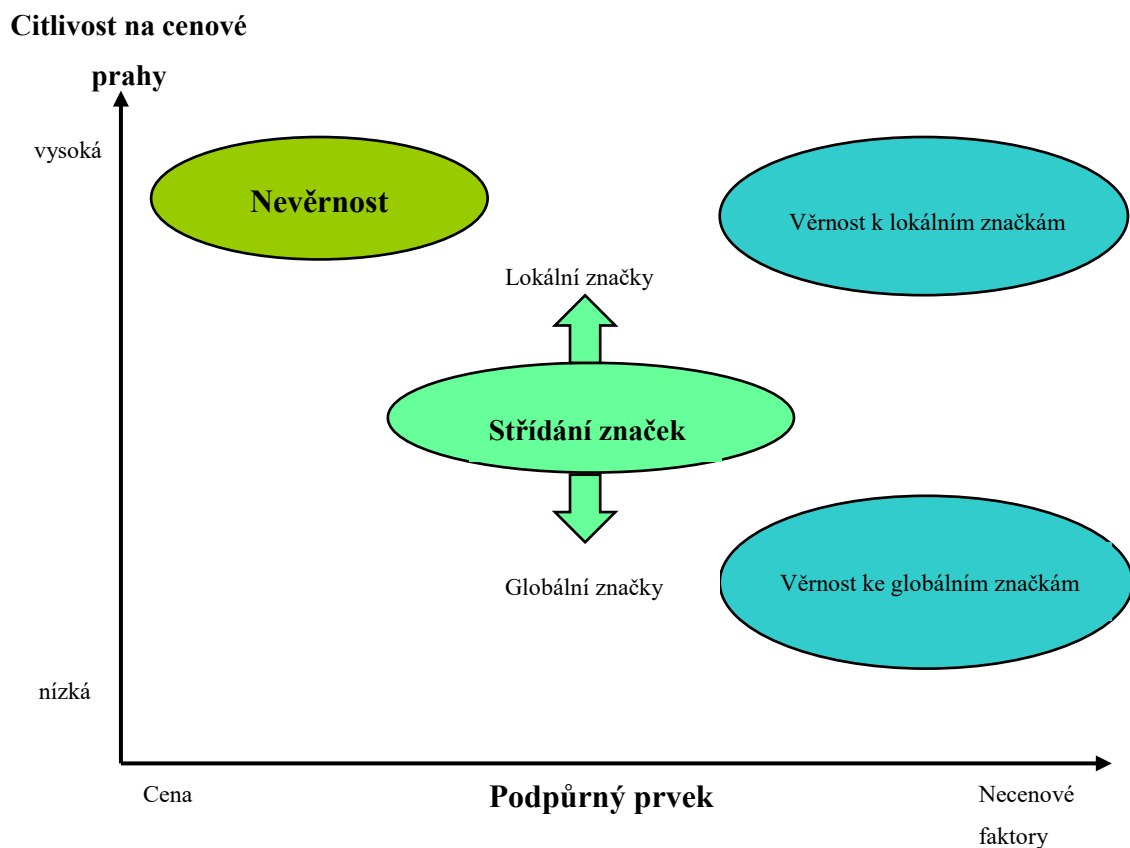 Citlivost na cenové
prahy
vysoká
Nevěrnost
Věrnost k lokálním značkám
Lokální značky
Střídání značek
Globální značky
Věrnost ke globálním značkám
nízká
Cena
Podpůrný prvek
Necenové
faktory